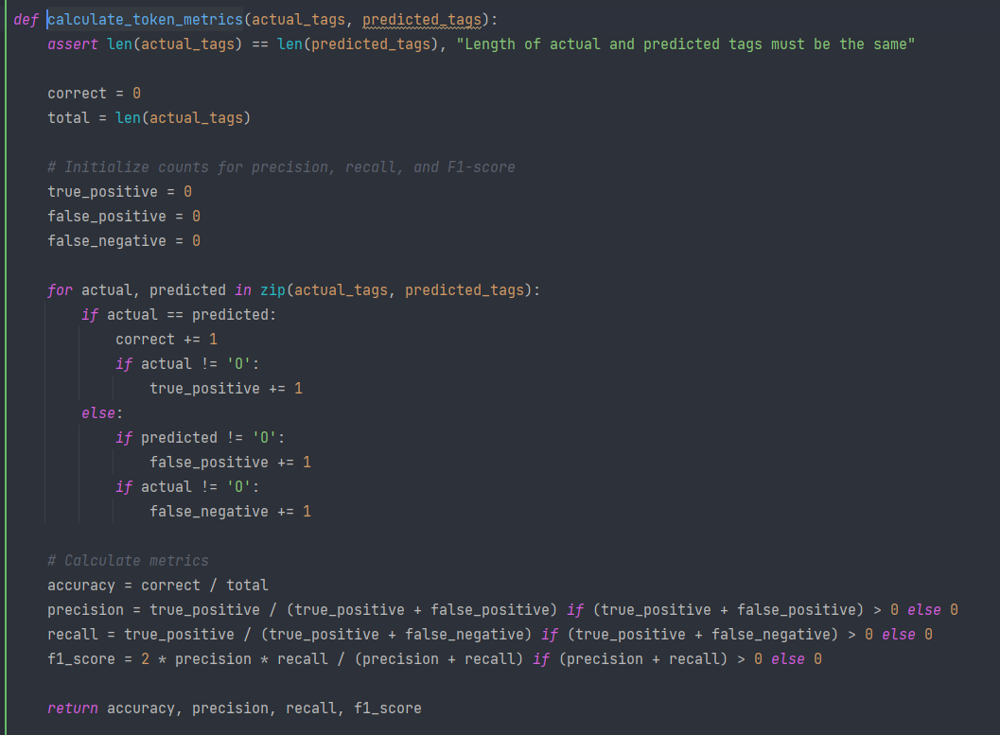 def calculate_token_metrics(actual_tags, predicted_tags):
    assert len(actual_tags) == len(predicted_tags), "Length of actual and predicted tags must be the same"

    correct = 0
    total = len(actual_tags)

    # Initialize counts for precision, recall, and F1-score
    true_positive = 0
    false_positive = 0
    false_negative = 0

    for actual, predicted in zip(actual_tags, predicted_tags):
        if actual == predicted:
            correct += 1
            if actual != 'O':
                true_positive += 1
        else:
            if predicted != 'O':
                false_positive += 1
            if actual != 'O':
                false_negative += 1

    # Calculate metrics
    accuracy = correct / total
    precision = true_positive / (true_positive + false_positive) if (true_positive + false_positive) > 0 else 0
    recall = true_positive / (true_positive + false_negative) if (true_positive + false_negative) > 0 else 0
    f1_score = 2 * precision * recall / (precision + recall) if (precision + recall) > 0 else 0

    return accuracy, precision, recall, f1_score